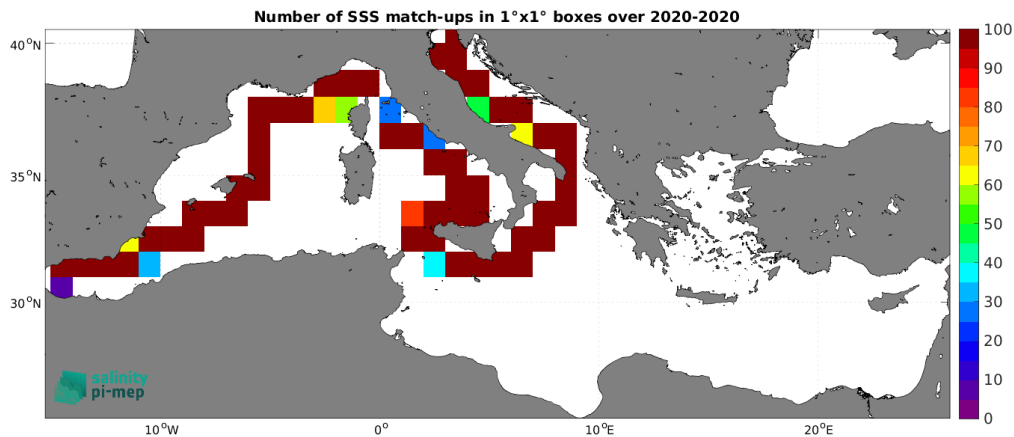 Number of SSS match-ups in 1°x1° boxes over 2020-2020
40°N
35°N
30°N
10°W
0°
10°E
20°E
100
90
80
70
60
50
40
30
20
10
0
salinity
pi-mep